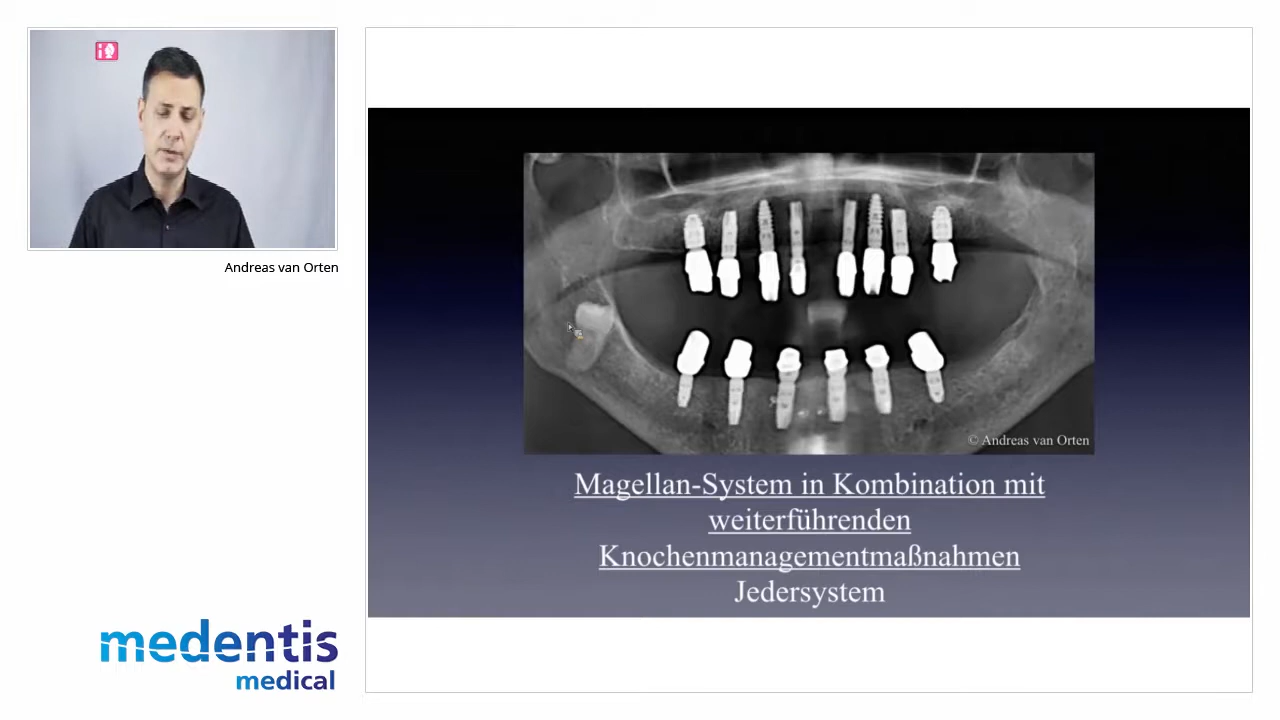 Andreas van Orten
© Andreas van Orten
Magellan-System in Kombination mit
weiterführenden
Knochenmanagementmaßnahmen
Jedersystem
medentis
medical